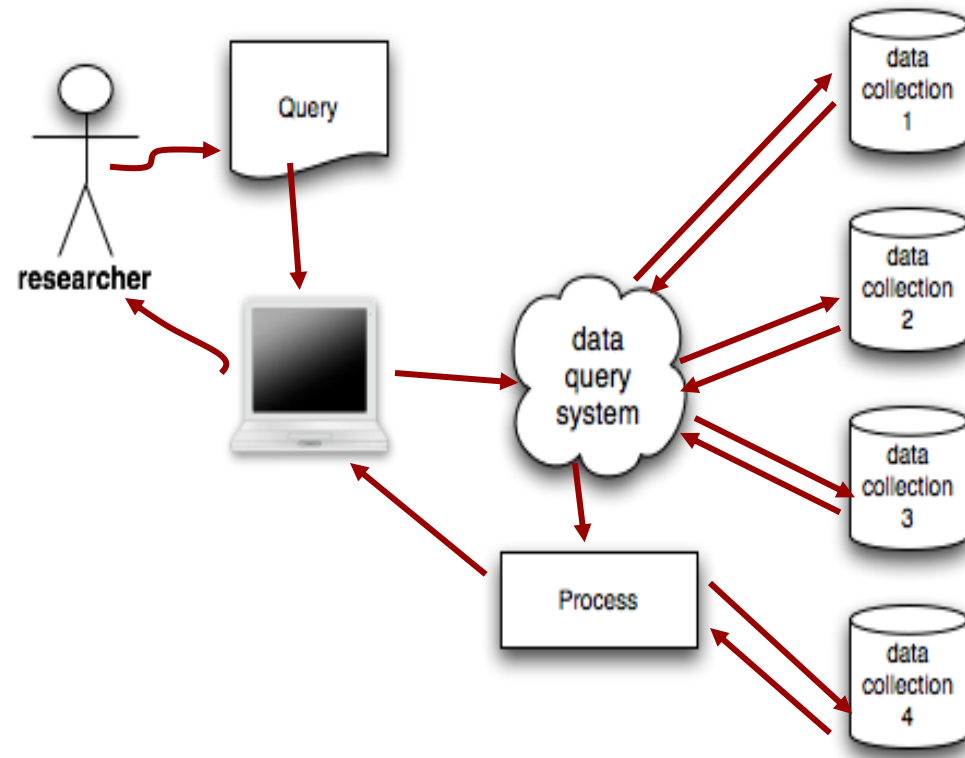 Query
researcher
data
query
system
Process
data
collection
1
data
collection
2
data
collection
3
data
collection
4